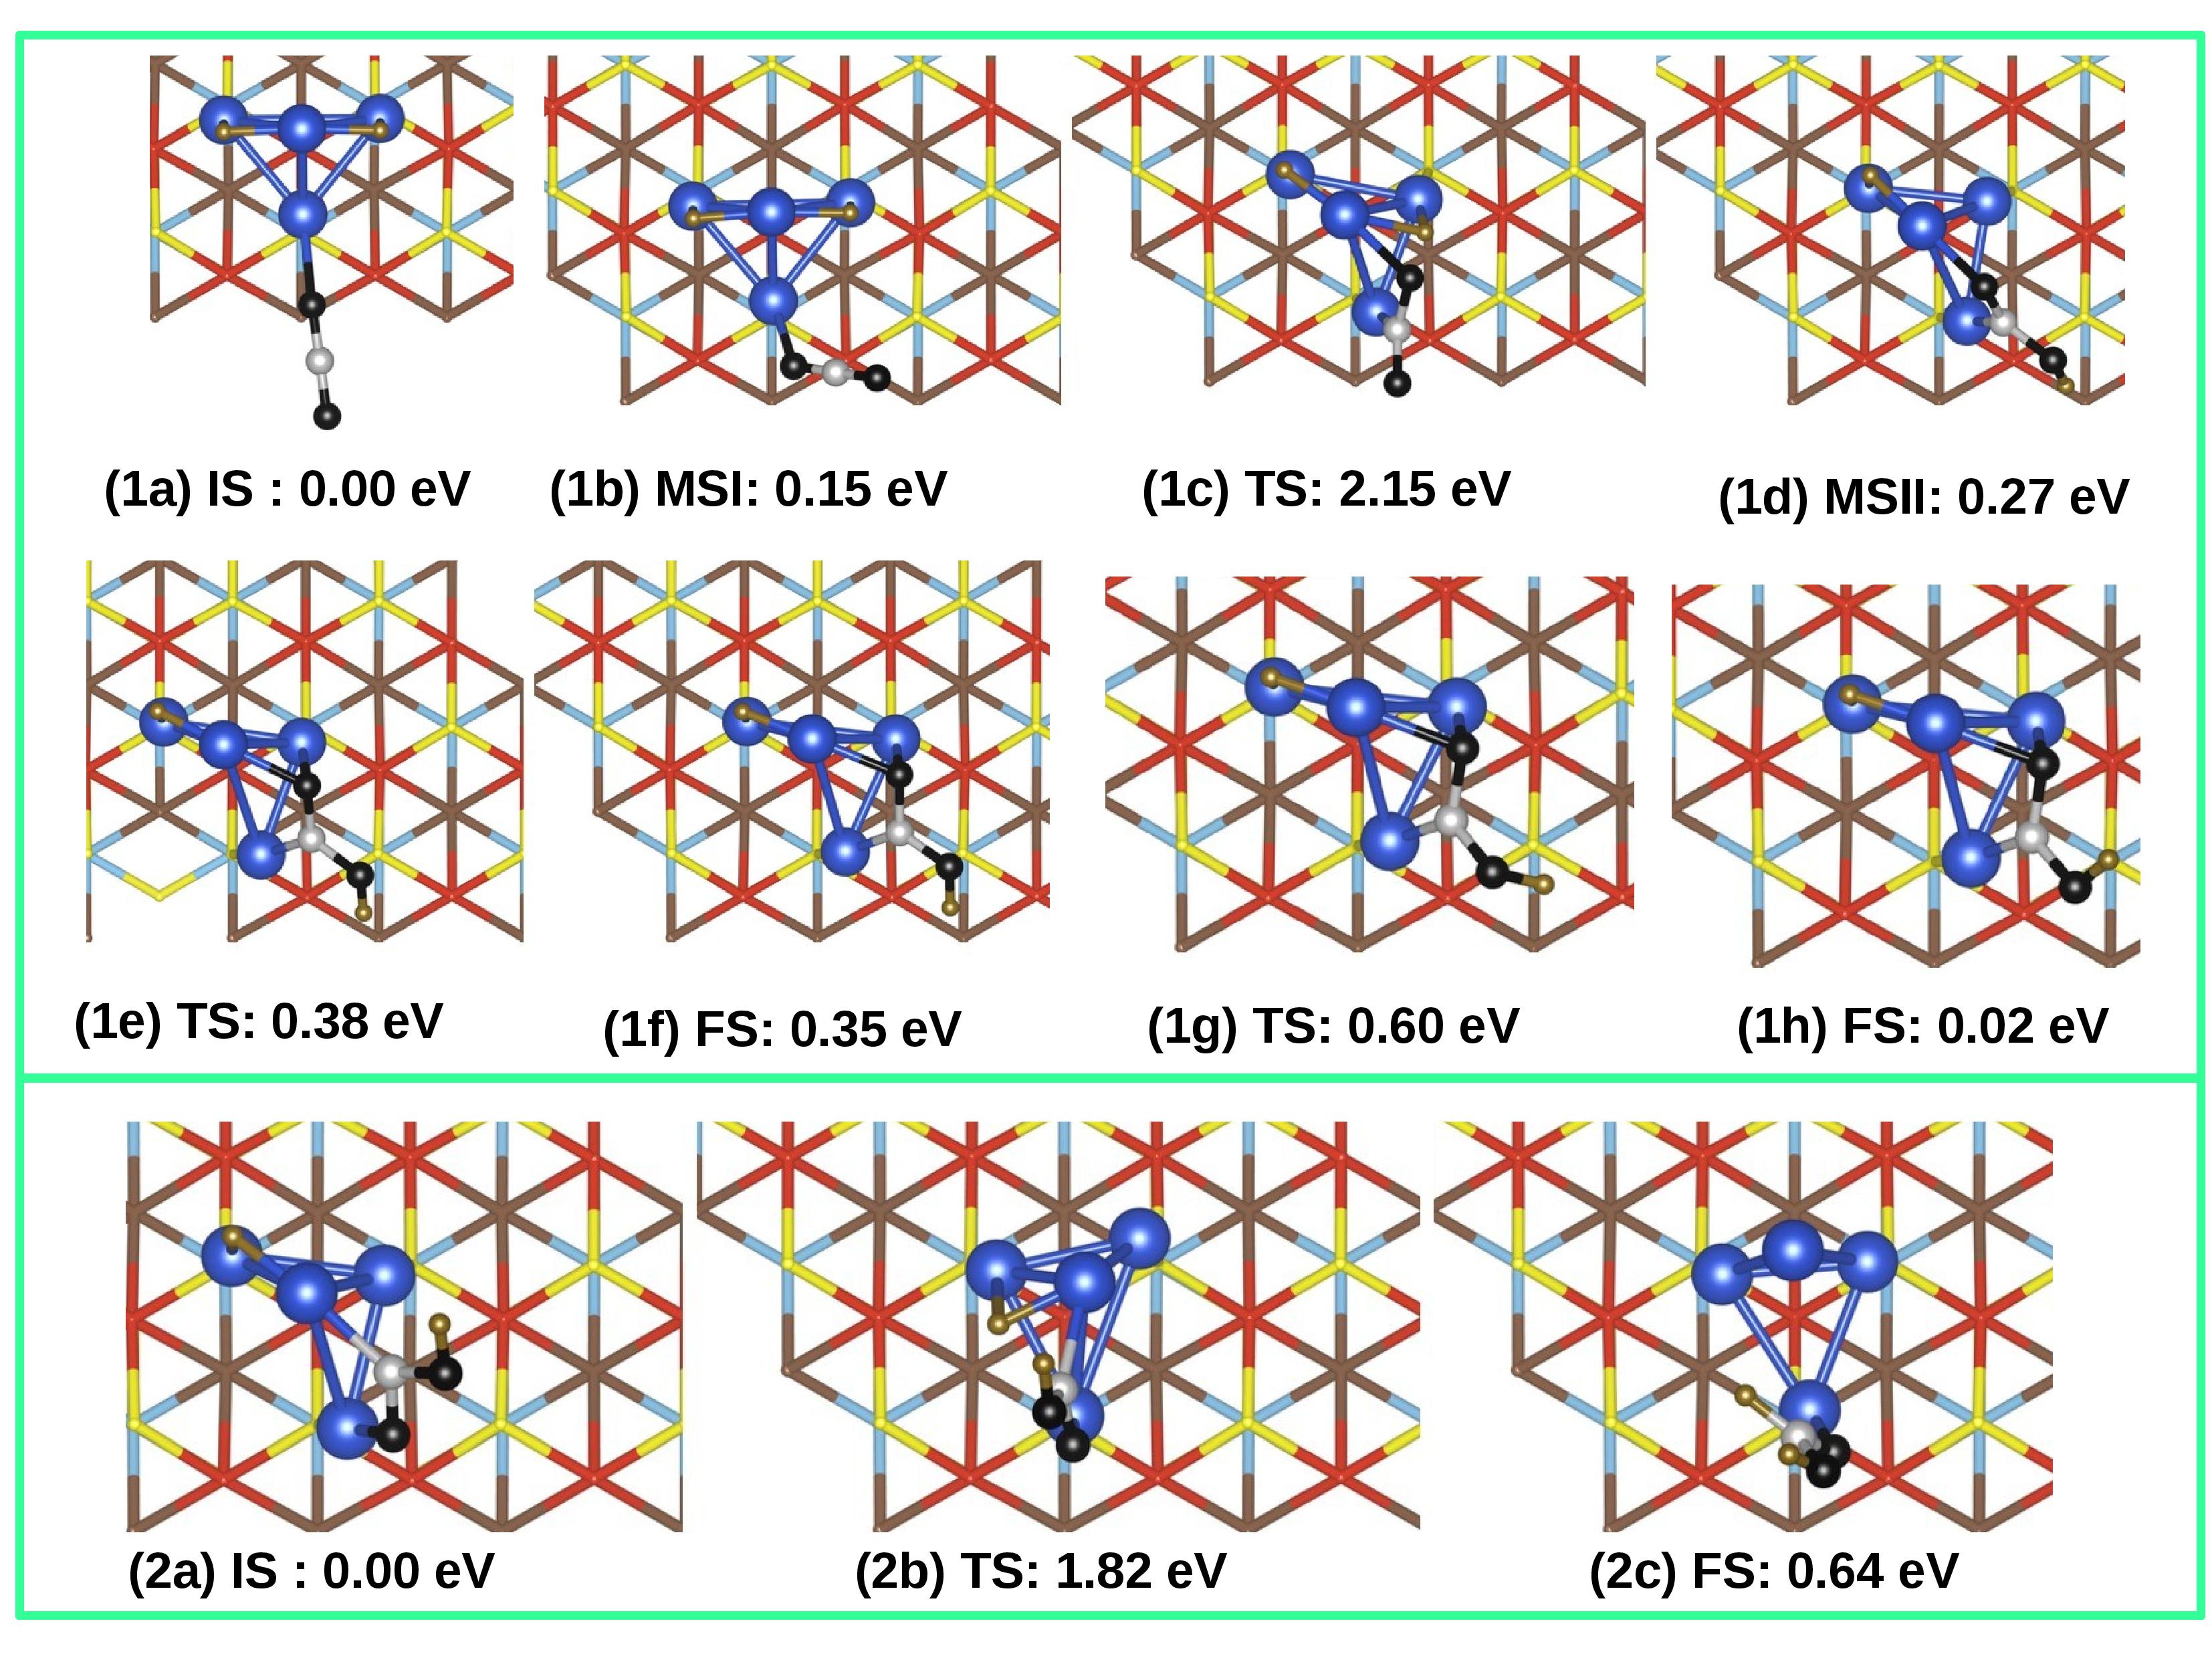 (1a) IS : 0.00 eV
(1b) MSI: 0.15 eV
(1c) TS: 2.15 eV
(1d) MSII: 0.27 eV
(1e) TS: 0.38 eV
(1f) FS: 0.35 eV
(1g) TS: 0.60 eV
(1h) FS: 0.02 eV
(2a) IS : 0.00 eV
(2b) TS: 1.82 eV
(2c) FS: 0.64 eV